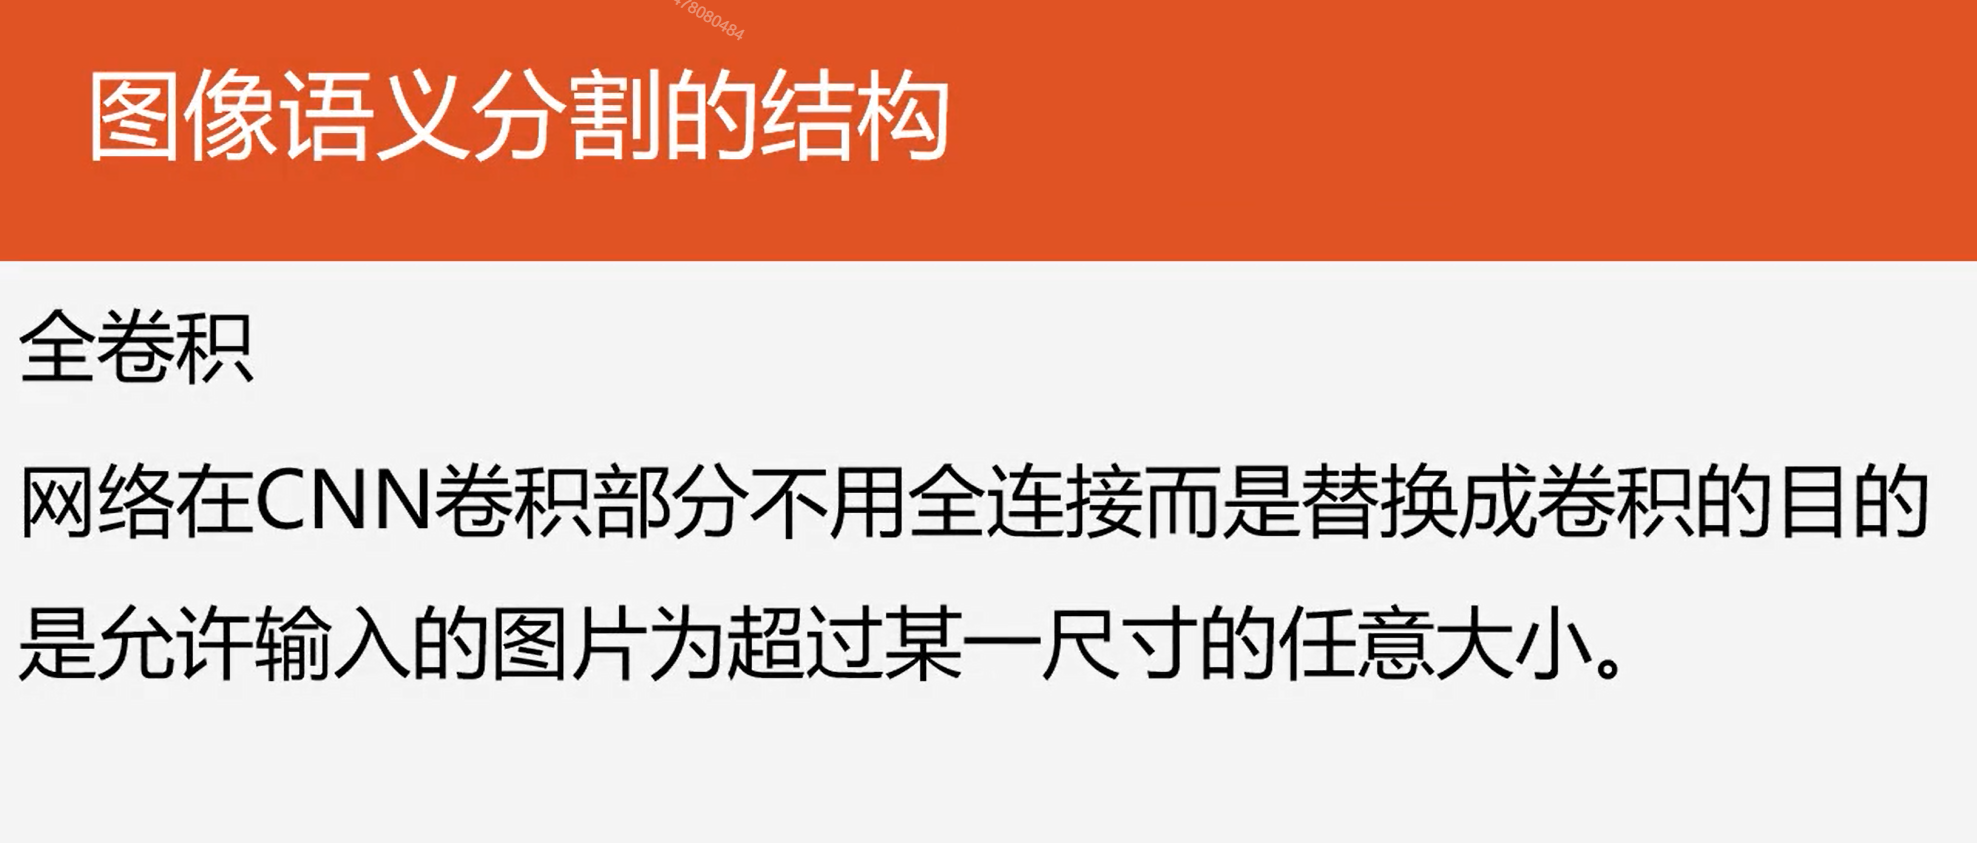 图像语义分割的结构
全卷积
网络在CNN卷积部分不用全连接而是替换成卷积的目的
是允许输入的图片为超过某一尺寸的任意大小。